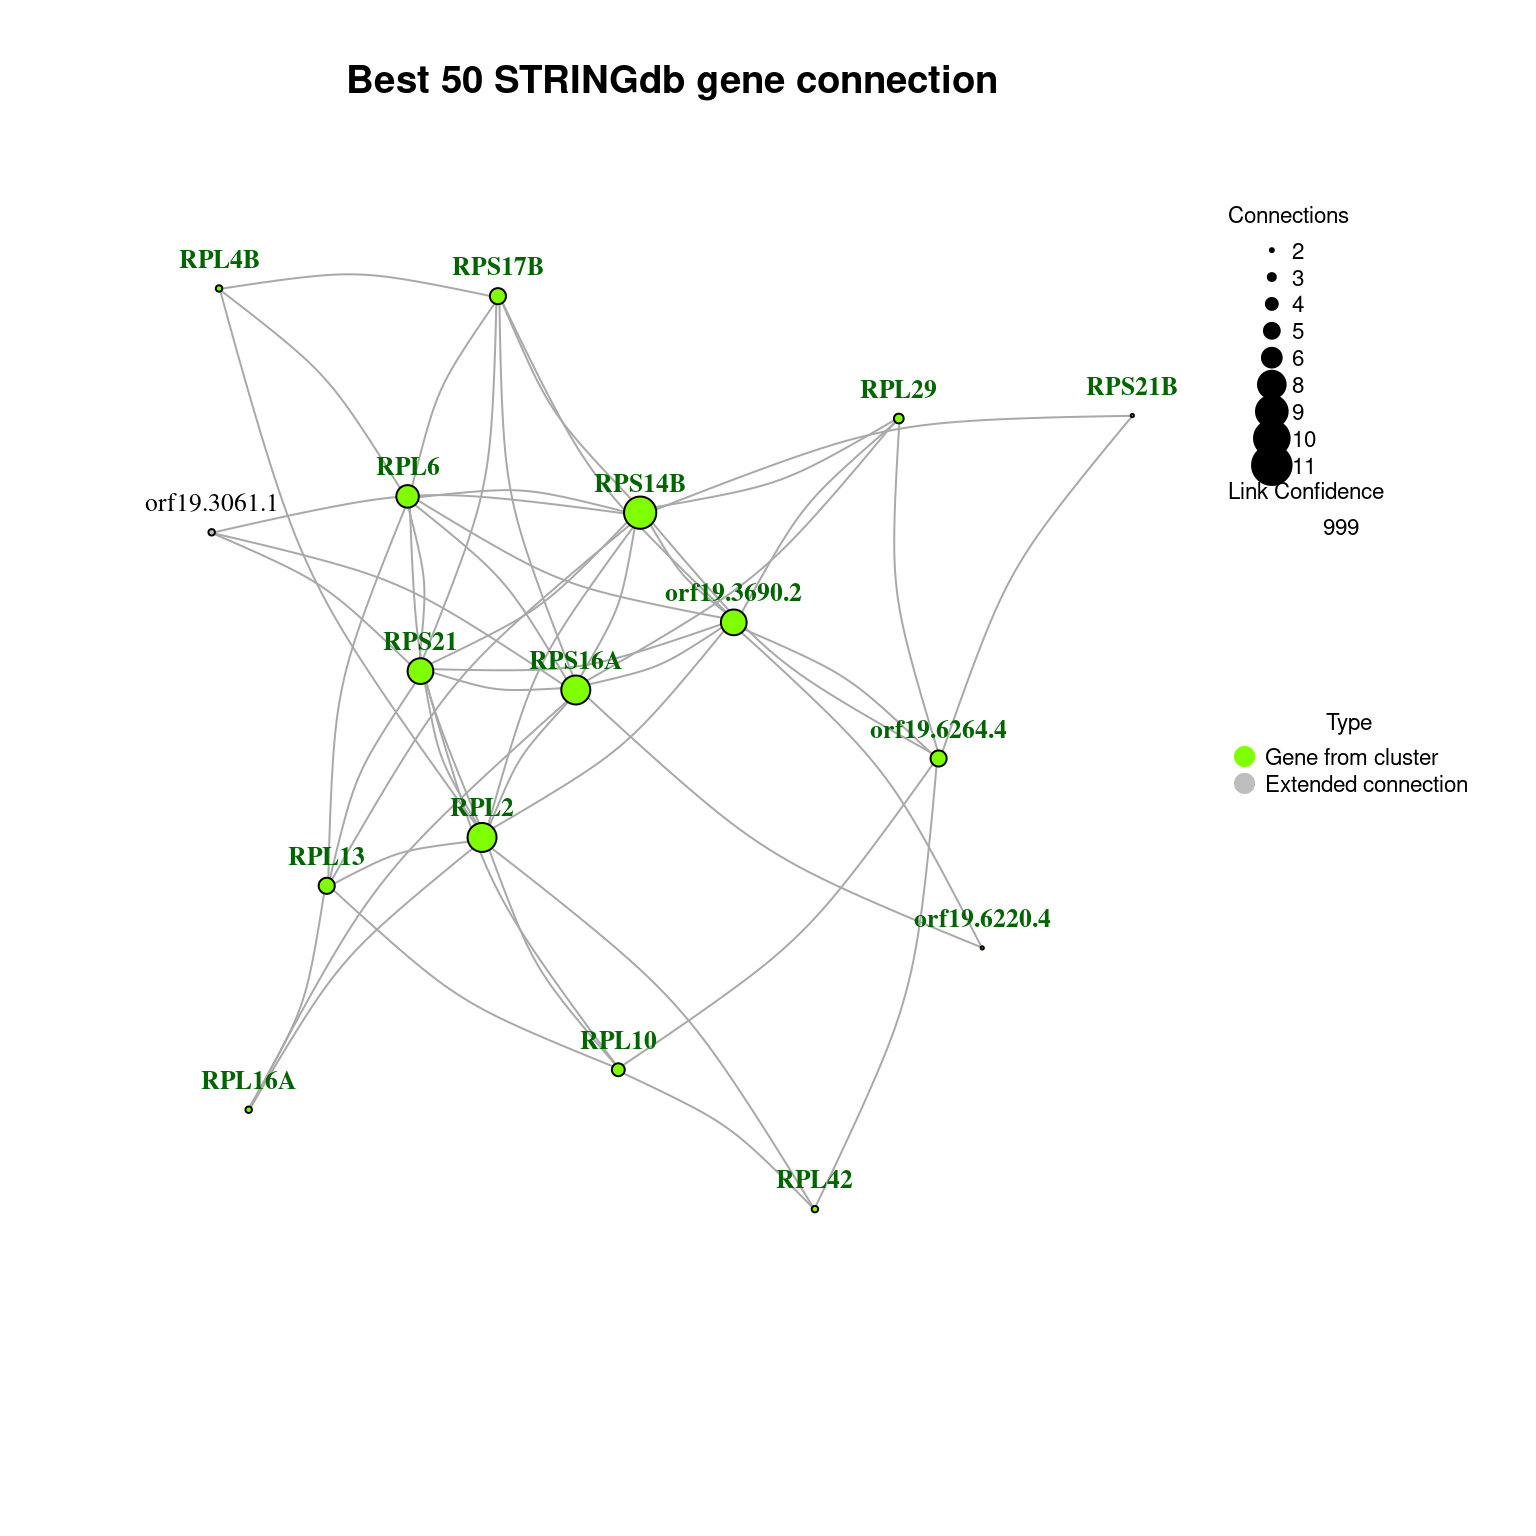 Best 50 STRINGdb gene connection
Connections
2
3
4
5
6
8
9
10
11
Link Confidence
999
Type
Gene from cluster
Extended connection
RPL4B
RPS17B
RPL29
RPS21B
RPL6
RPS14B
orf19.3061.1
orf19.3690.2
RPS21
RPS16A
orf19.6264.4
RPL2
RPL13
orf19.6220.4
RPL10
RPL16A
RPL42